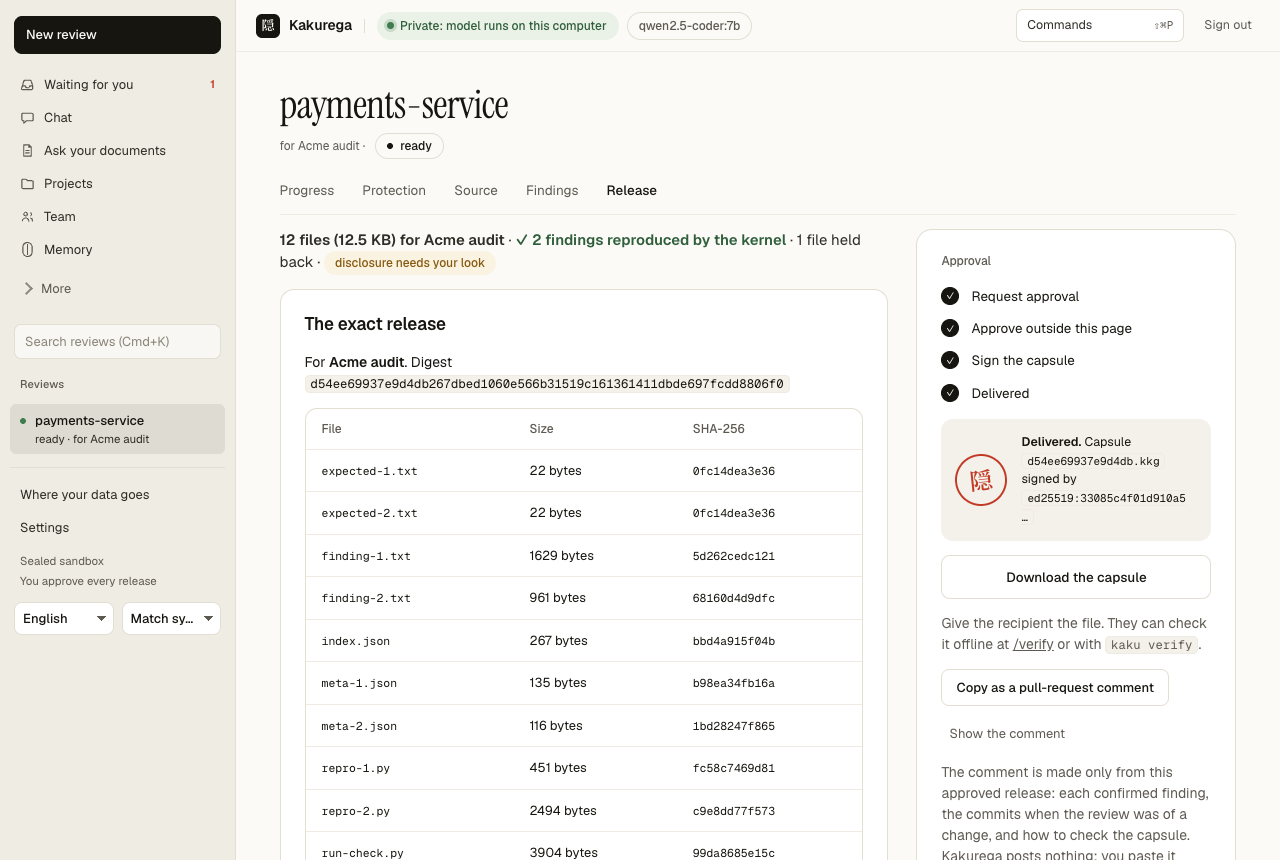 New review
Waiting for you 1
Chat
Ask your documents
Projects
Team
Memory
More
Search reviews (Cmd+K)
Reviews
payments-service
ready · for Acme audit
Where your data goes
Settings
Sealed sandbox
You approve every release
English
Match sy…
隠
Kakurega
Private: model runs on this computer
qwen2.5-coder:7b
Commands ⇧⌘P
Sign out
payments-service
for Acme audit ·
ready
Progress
Protection
Source
Findings
Release
12 files (12.5 KB) for Acme audit · ✓ 2 findings reproduced by the kernel · 1 file held
back · disclosure needs your look
The exact release
For Acme audit. Digest
d54ee69937e9d4db267dbed1060e566b31519c161361411dbde697fcdd8806f0
File Size SHA-256
expected-1.txt 22 bytes 0fc14dea3e36
expected-2.txt 22 bytes 0fc14dea3e36
finding-1.txt 1629 bytes 5d262cedc121
finding-2.txt 961 bytes 68160d4d9dfc
index.json 267 bytes bbd4a915f04b
meta-1.json 135 bytes b98ea34fb16a
meta-2.json 116 bytes 1bd28247f865
repro-1.py 451 bytes fc58c7469d81
repro-2.py 2494 bytes c9e8dd77f573
run-check.py 3904 bytes 99da8685e15c
Approval
Request approval
Approve outside this page
Sign the capsule
Delivered
隠
Delivered. Capsule
d54ee69937e9d4db.kkg
signed by
ed25519:33085c4f01d910a5
…
Download the capsule
Give the recipient the file. They can check
it offline at /verify or with kaku verify.
Copy as a pull-request comment
Show the comment
The comment is made only from this
approved release: each confirmed finding,
the commits when the review was of a
change, and how to check the capsule.
Kakurega posts nothing; you paste it